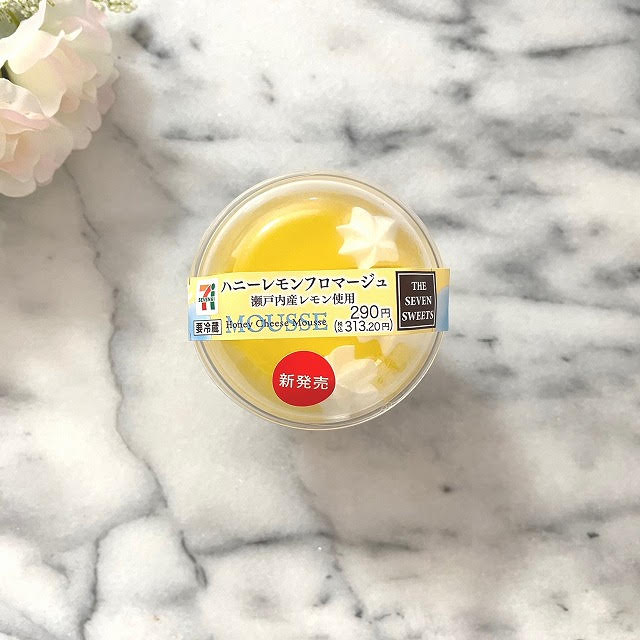 ハニーレモンフロマージュ
瀬戸内産レモン使用
290円
(税込313.20円)
要冷蔵
MOUSSE
Honey Cheese Mousse
THE
SEVEN
SWEETS
新発売